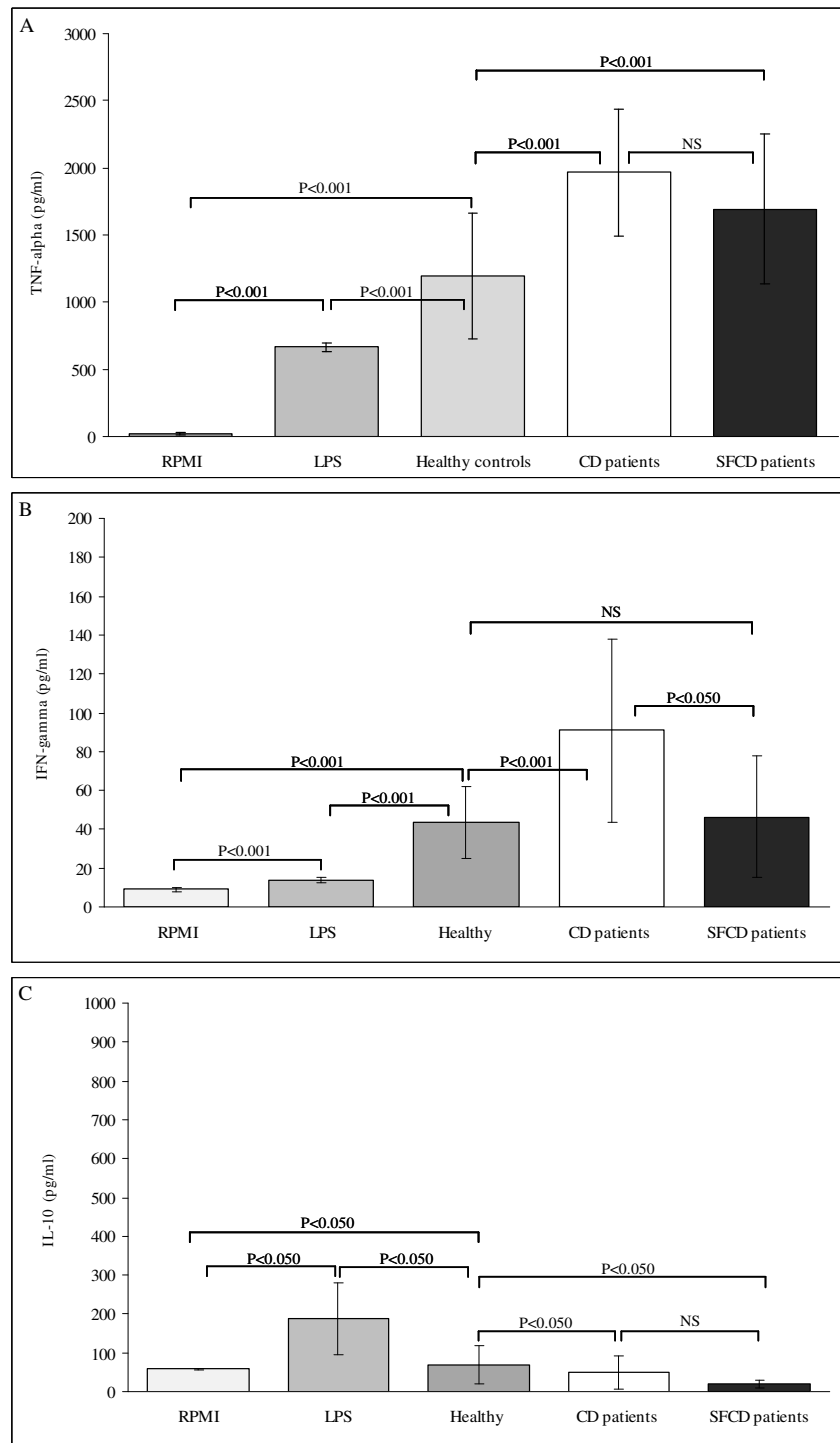 A
3000
2500
2000
1500
1000
500
0
TNF-alpha (pg/ml)
P<0.001
P<0.001
NS
P<0.001
P<0.001
P<0.001
RPMI LPS Healthy controls CD patients SFCD patients
B
200
180
160
140
120
100
80
60
40
20
0
IFN-gamma (pg/ml)
NS
P<0.050
P<0.001
P<0.001
P<0.001
P<0.001
RPMI LPS Healthy CD patients SFCD patients
C
1000
900
800
700
600
500
400
300
200
100
0
IL-10 (pg/ml)
P<0.050
P<0.050
P<0.050
P<0.050
P<0.050
NS
RPMI LPS Healthy CD patients SFCD patients